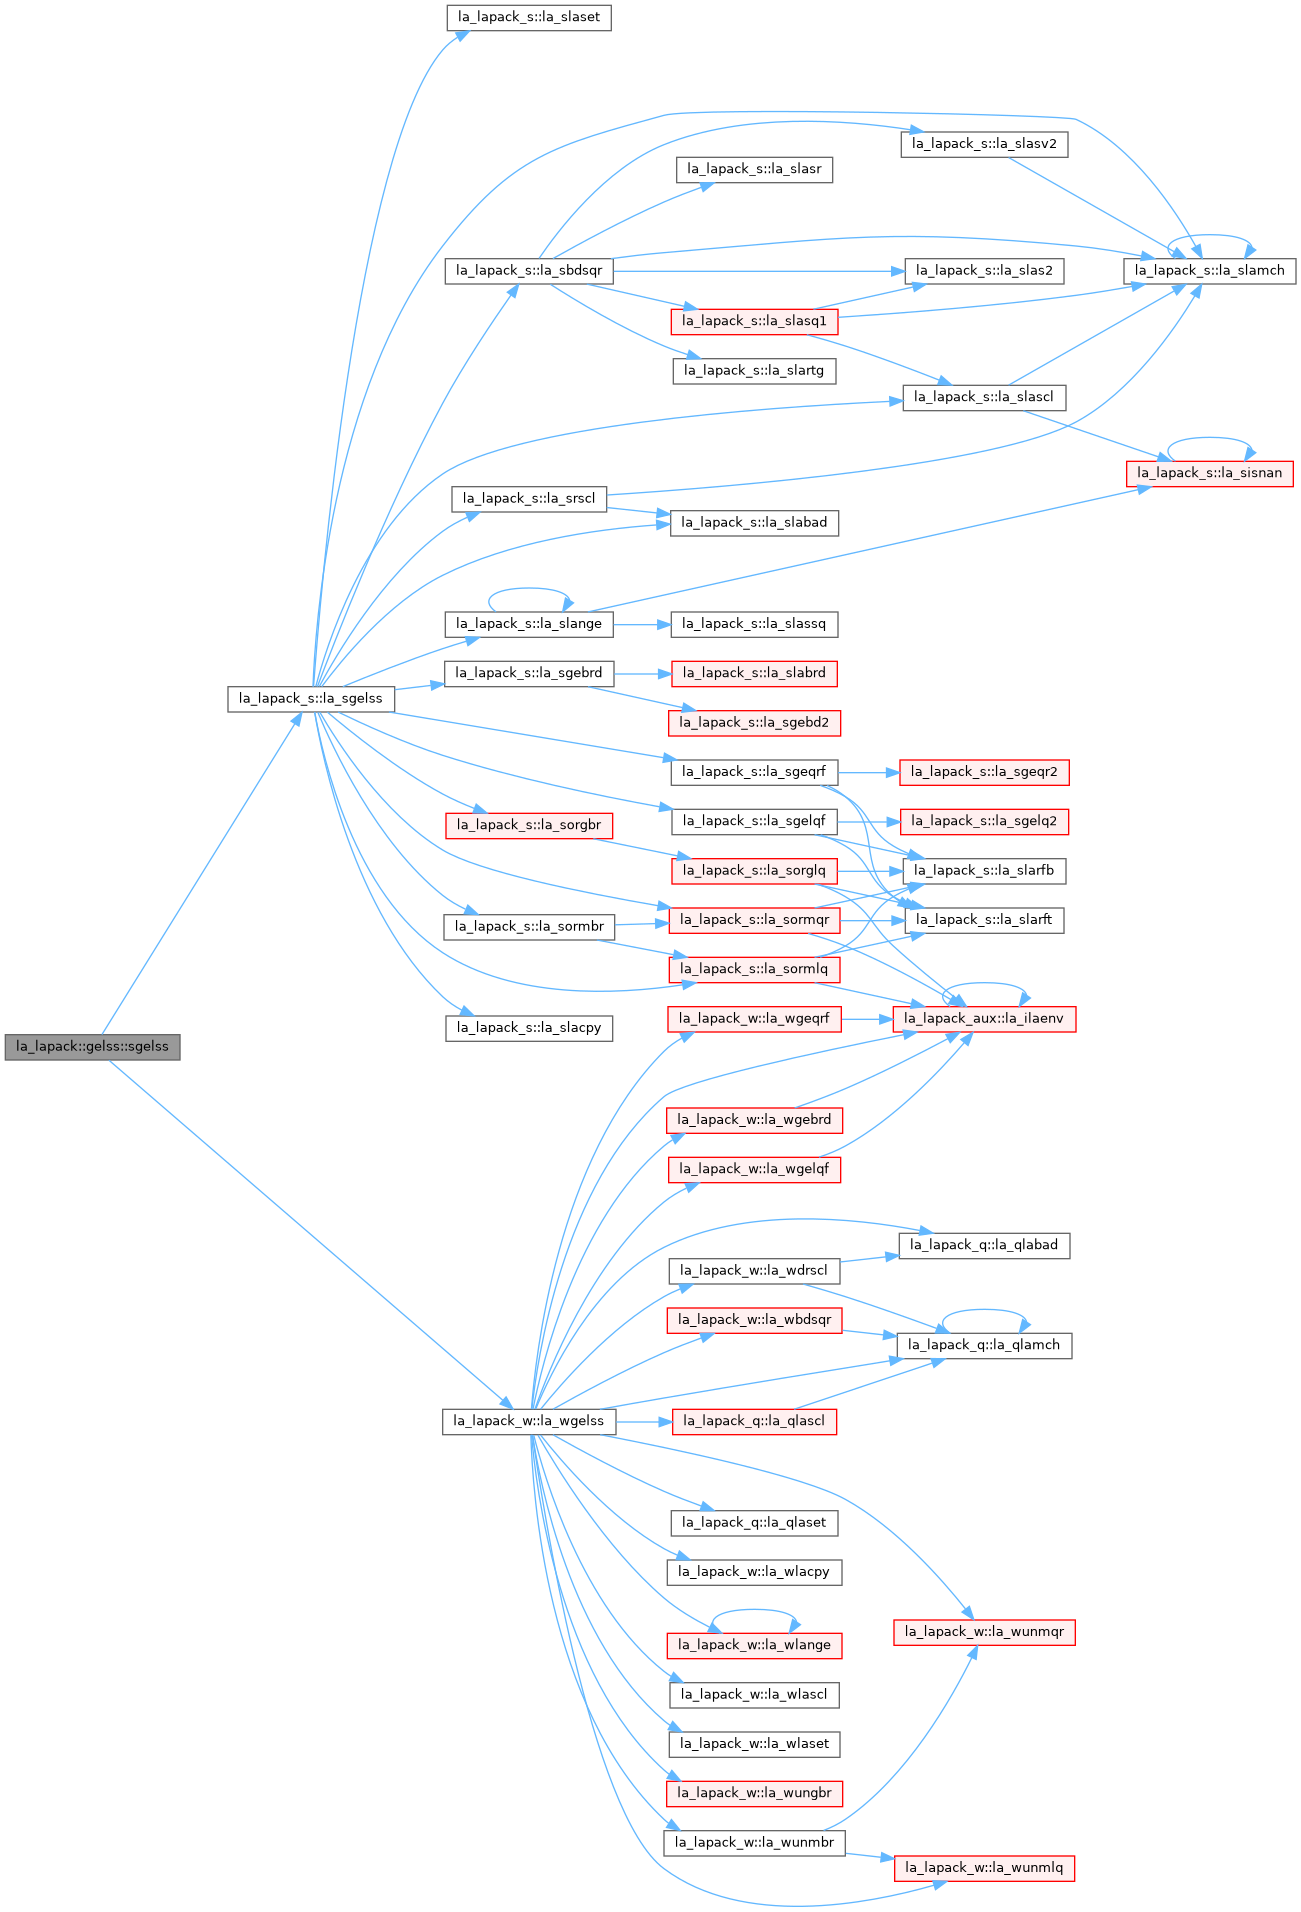 la_lapack_s::la_slaset
la_lapack_s::la_slasv2
la_lapack_s::la_slasr
la_lapack_s::la_sbdsqr
la_lapack_s::la_slas2
la_lapack_s::la_slamch
la_lapack_s::la_slasq1
la_lapack_s::la_slartg
la_lapack_s::la_slascl
la_lapack_s::la_sisnan
la_lapack_s::la_srscl
la_lapack_s::la_slabad
la_lapack_s::la_slange
la_lapack_s::la_slassq
la_lapack_s::la_sgebrd
la_lapack_s::la_slabrd
la_lapack_s::la_sgelss
la_lapack_s::la_sgebd2
la_lapack_s::la_sgeqrf
la_lapack_s::la_sgeqr2
la_lapack_s::la_sorgbr
la_lapack_s::la_sgelqf
la_lapack_s::la_sgelq2
la_lapack_s::la_sorglq
la_lapack_s::la_slarfb
la_lapack_s::la_sormbr
la_lapack_s::la_sormqr
la_lapack_s::la_slarft
la_lapack_s::la_sormlq
la_lapack_s::la_slacpy
la_lapack_w::la_wgeqrf
la_lapack_aux::la_ilaenv
la_lapack::gelss::sgelss
la_lapack_w::la_wgebrd
la_lapack_w::la_wgelqf
la_lapack_q::la_qlabad
la_lapack_w::la_wdrscl
la_lapack_w::la_wbdsqr
la_lapack_q::la_qlamch
la_lapack_w::la_wgelss
la_lapack_q::la_qlascl
la_lapack_q::la_qlaset
la_lapack_w::la_wlacpy
la_lapack_w::la_wlange
la_lapack_w::la_wunmqr
la_lapack_w::la_wlascl
la_lapack_w::la_wlaset
la_lapack_w::la_wungbr
la_lapack_w::la_wunmbr
la_lapack_w::la_wunmlq